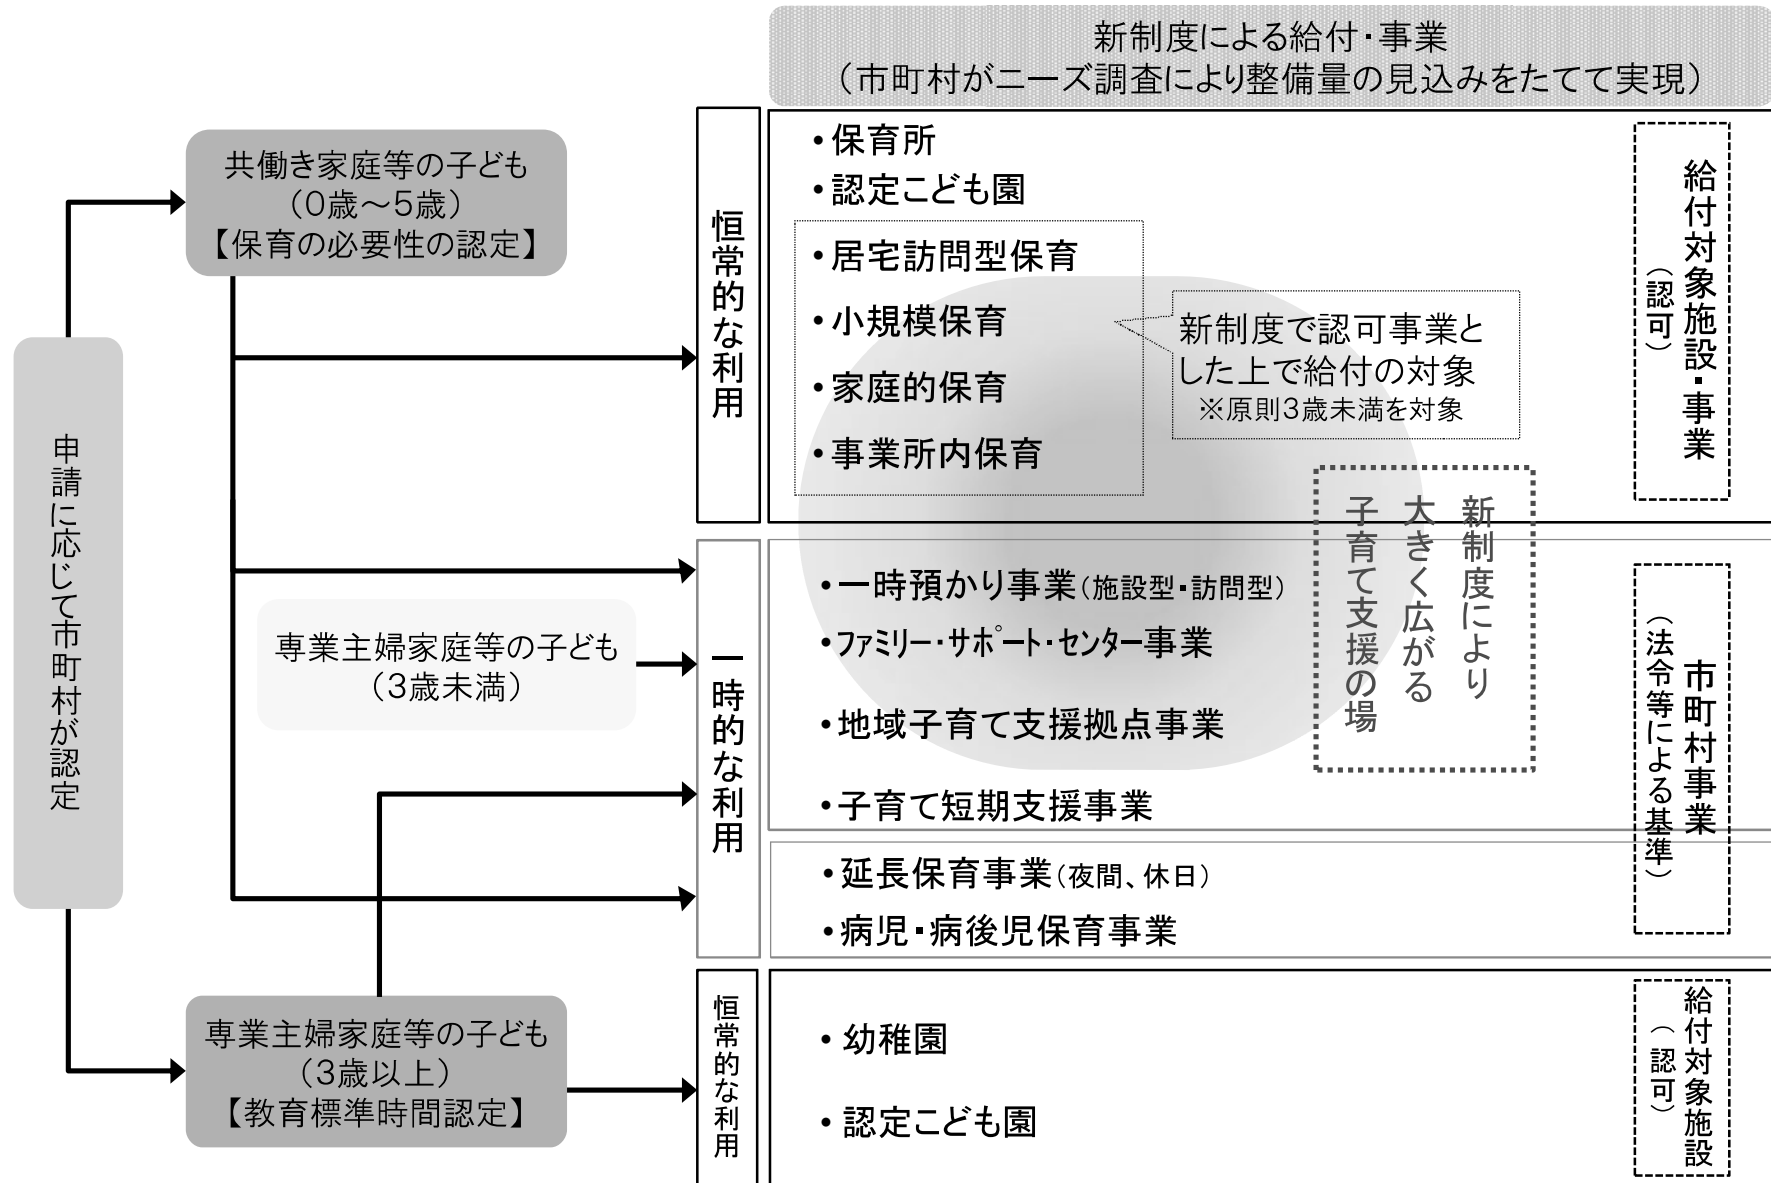 新制度による給付・事業
（市町村がニーズ調査により整備量の見込みをたてて実現）
申請に応じて市町村が認定
共働き家庭等の子ども
（0歳～5歳）
【保育の必要性の認定】
専業主婦家庭等の子ども
（3歳未満）
専業主婦家庭等の子ども
（3歳以上）
【教育標準時間認定】
恒常的な利用
・保育所
・認定こども園
・居宅訪問型保育
・小規模保育
・家庭的保育
・事業所内保育
新制度で認可事業と
した上で給付の対象
※原則3歳未満を対象
給付対象施設・事業
（認可）
新制度により
大きく広がる
子育て支援の場
一時的な利用
・一時預かり事業（施設型・訪問型）
・ファミリー・サポート・センター事業
・地域子育て支援拠点事業
・子育て短期支援事業
・延長保育事業（夜間、休日）
・病児・病後児保育事業
市町村事業
（法令等による基準）
恒常的な利用
・幼稚園
・認定こども園
給付対象施設
（認可）